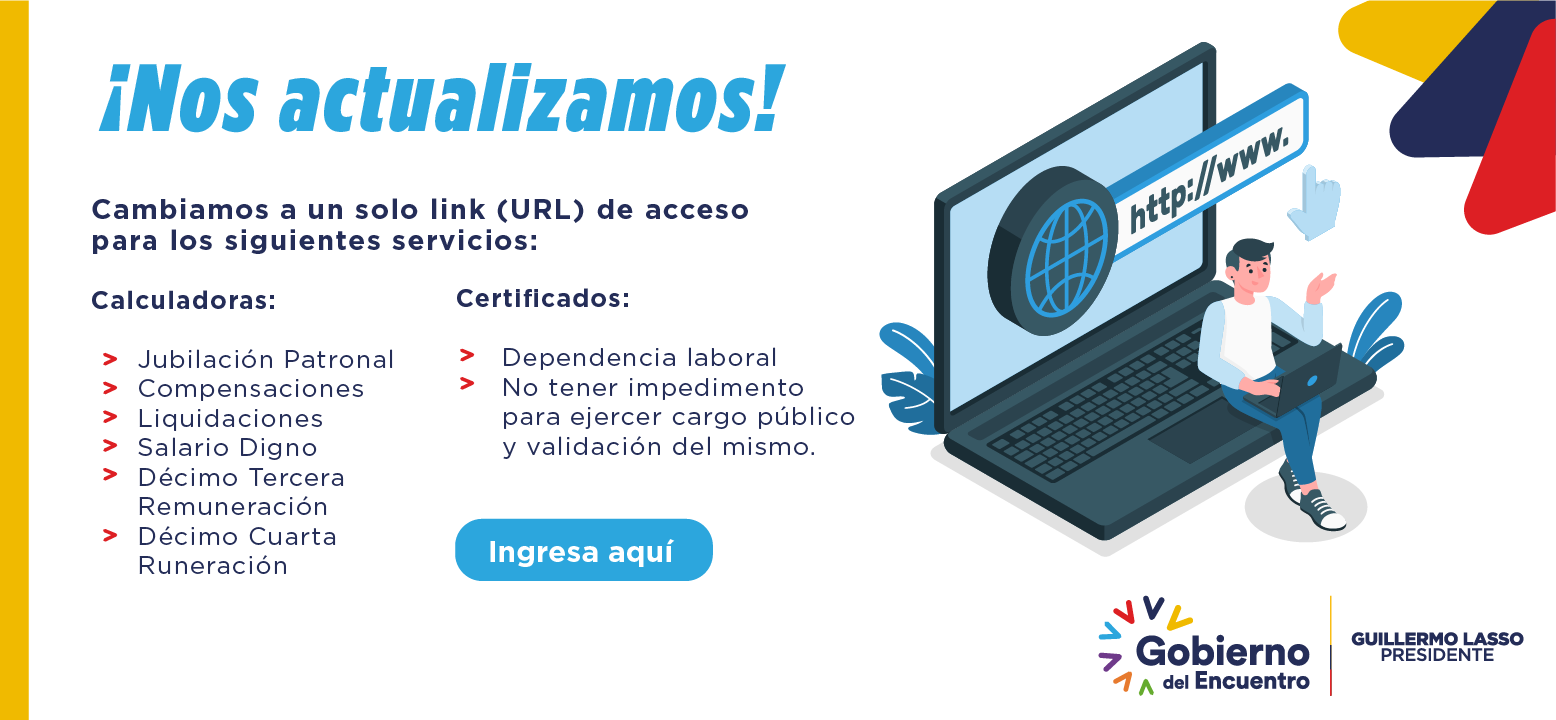 ¡Nos actualizamos!
Cambiamos a un solo link (URL) de acceso
para los siguientes servicios:
Calculadoras:
> Jubilación Patronal
> Compensaciones
> Liquidaciones
> Salario Digno
> Décimo Tercera
Remuneración
> Décimo Cuarta
Runeración
Certificados:
> Dependencia laboral
> No tener impedimento
para ejercer cargo público
y validación del mismo.
Ingresa aquí
http://www.
Gobierno
del Encuentro
GUILLERMO LASSO
PRESIDENTE